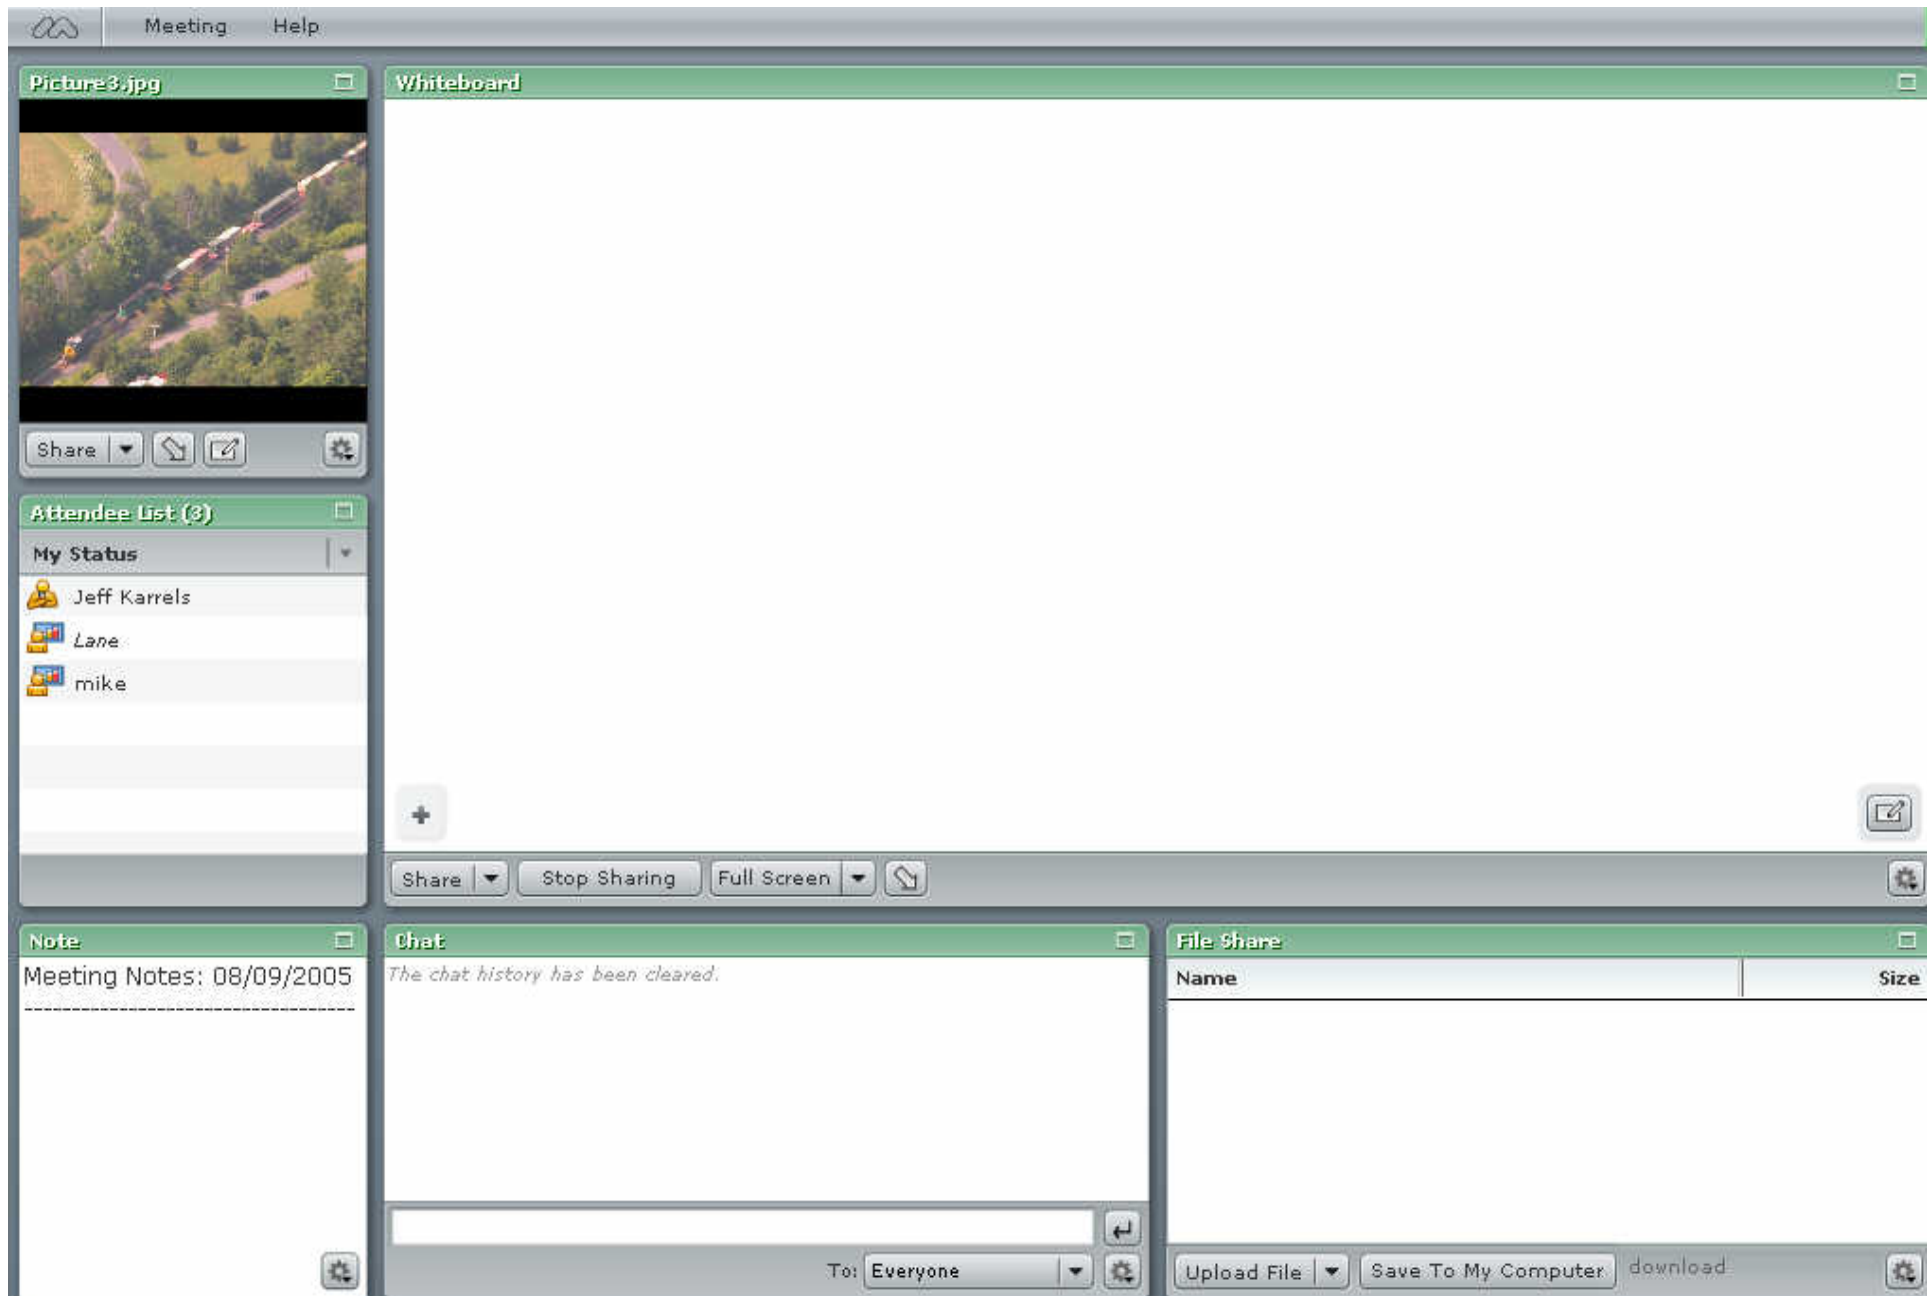 Meeting Help
Picture3.jpg
Share
Attendee List (3)
My Status
Jeff Karrels
Lane
mike
Whiteboard
Share Stop Sharing Full Screen
Note
Meeting Notes: 08/09/2005
----------------------------------
Chat
The chat history has been cleared.
To: Everyone
File Share
Name Size
Upload File Save To My Computer download